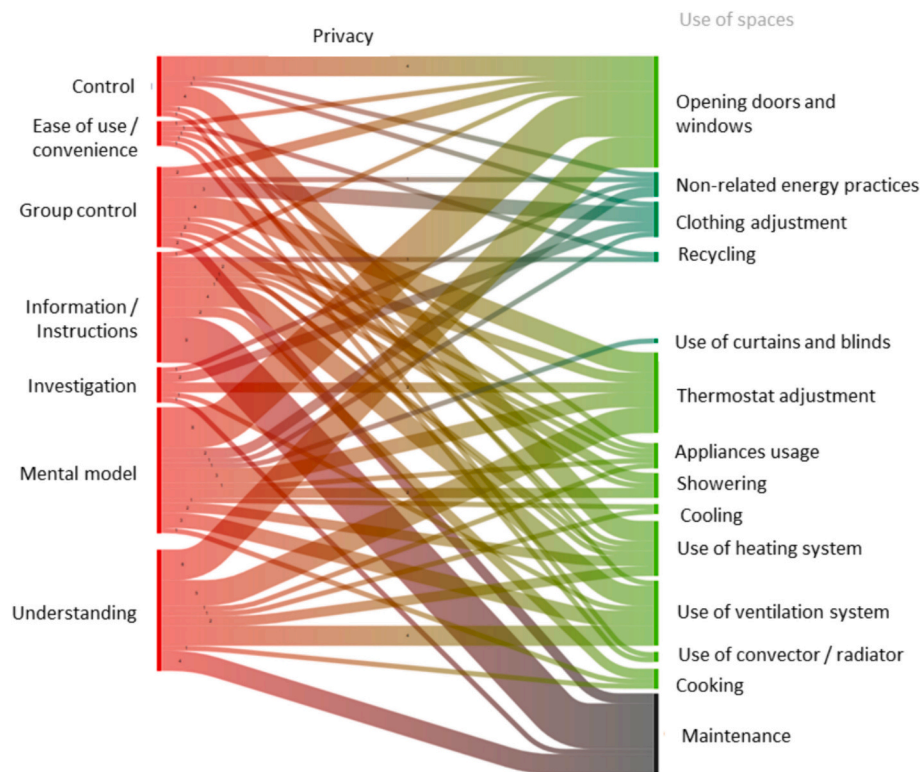 Use of spaces
Privacy
Control
Ease of use /
convenience
Group control
Information /
Instructions
Investigation
Mental model
Understanding
Opening doors and
windows
Non-related energy practices
Clothing adjustment
Recycling
Use of curtains and blinds
Thermostat adjustment
Appliances usage
Showering
Cooling
Use of heating system
Use of ventilation system
Use of convector / radiator
Cooking
Maintenance